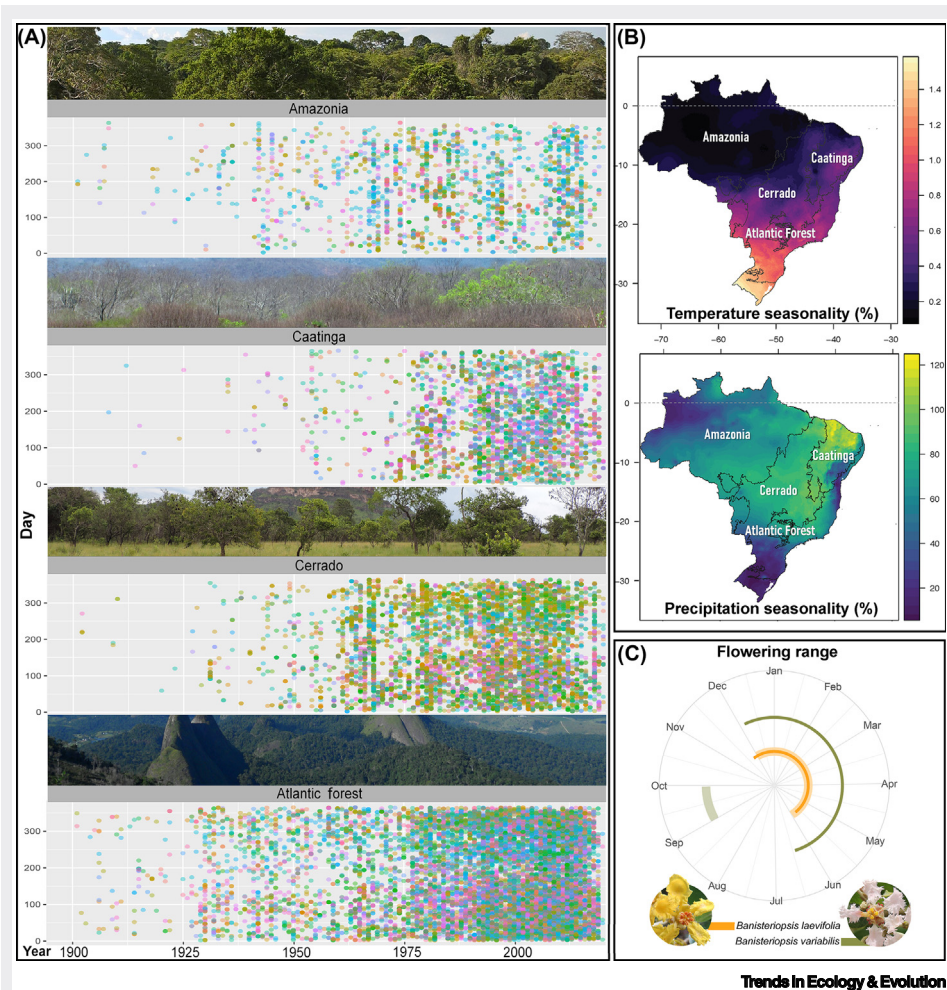 (A)
Amazonia
300
200
100
0
Caatinga
300
200
100
0
Day
Cerrado
300
200
100
0
Atlantic forest
300
200
100
0
Year 1900 1925 1950 1975 2000
(B)
0
−10
−20
−30
Amazonia
Caatinga
Cerrado
Atlantic Forest
Temperature seasonality (%)
1.4
1.2
1.0
0.8
0.6
0.4
0.2
−70 −60 −50 −40 −30
0
−10
−20
−30
Amazonia
Caatinga
Cerrado
Atlantic Forest
Precipitation seasonality (%)
120
100
80
60
40
20
(C)
Flowering range
Jan
Feb
Mar
Apr
May
Jun
Jul
Aug
Sep
Oct
Nov
Dec
Banisteriopsis laevifolia
Banisteriopsis variabilis
Trends in Ecology & Evolution